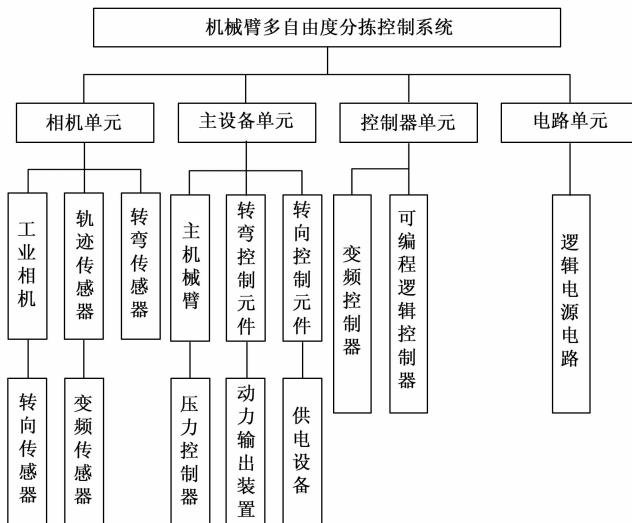 机械臂多自由度分拣控制系统
相机单元
主设备单元
控制器单元
电路单元
工业相机
轨迹传感器
转弯传感器
主机械臂
转弯控制元件
转向控制元件
变频控制器
可编程逻辑控制器
逻辑电源电路
转向传感器
变频传感器
压力控制器
动力输出装置
供电设备